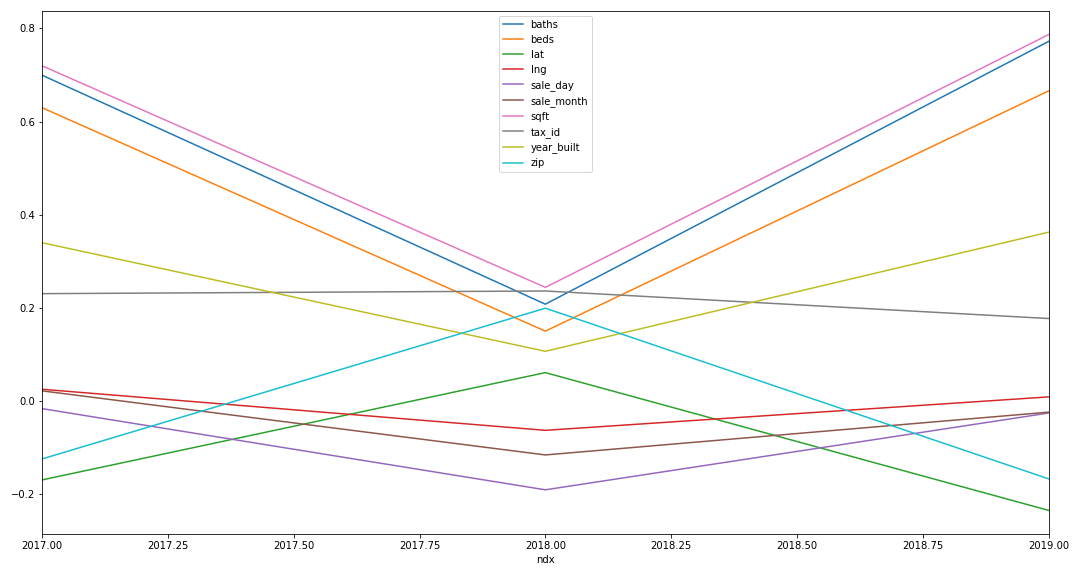 0.8
0.6
0.4
0.2
0.0
−0.2
baths
beds
lat
lng
sale_day
sale_month
sqft
tax_id
year_built
zip
2017.00 2017.25 2017.50 2017.75 2018.00 2018.25 2018.50 2018.75 2019.00
ndx